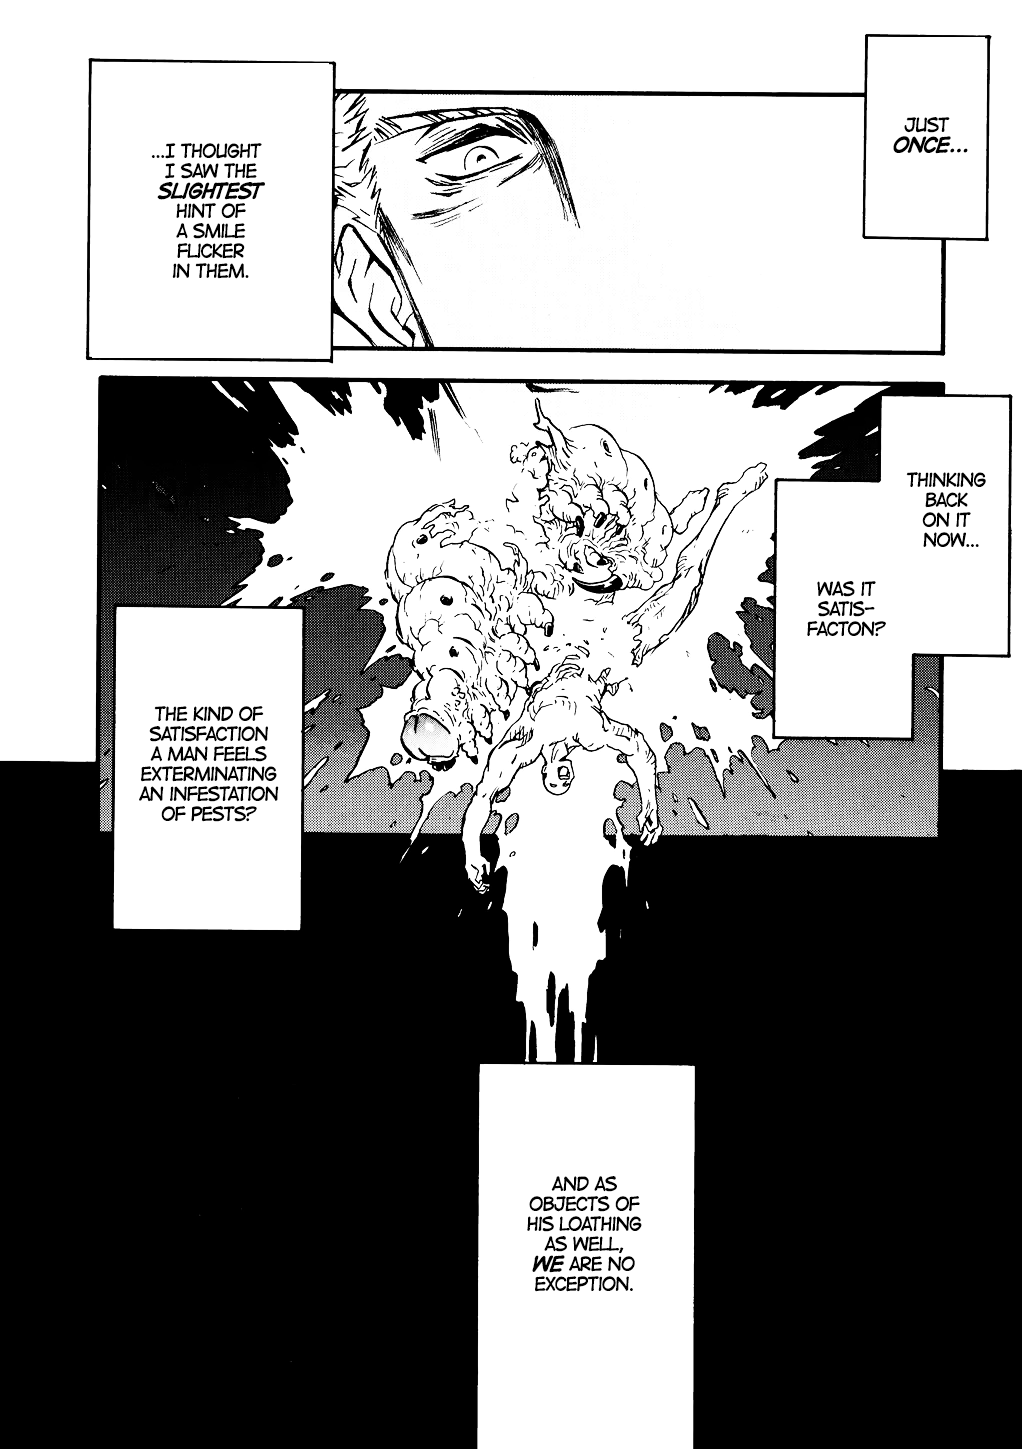 JUST
ONCE...
...I THOUGHT
I SAW THE
SLIGHTEST
HINT OF
A SMILE
FLICKER
IN THEM.
THINKING
BACK
ON IT
NOW...
WAS IT
SATIS-
FACTON?
THE KIND OF
SATISFACTION
A MAN FEELS
EXTERMINATING
AN INFESTATION
OF PESTS?
AND AS
OBJECTS OF
HIS LOATHING
AS WELL,
WE ARE NO
EXCEPTION.